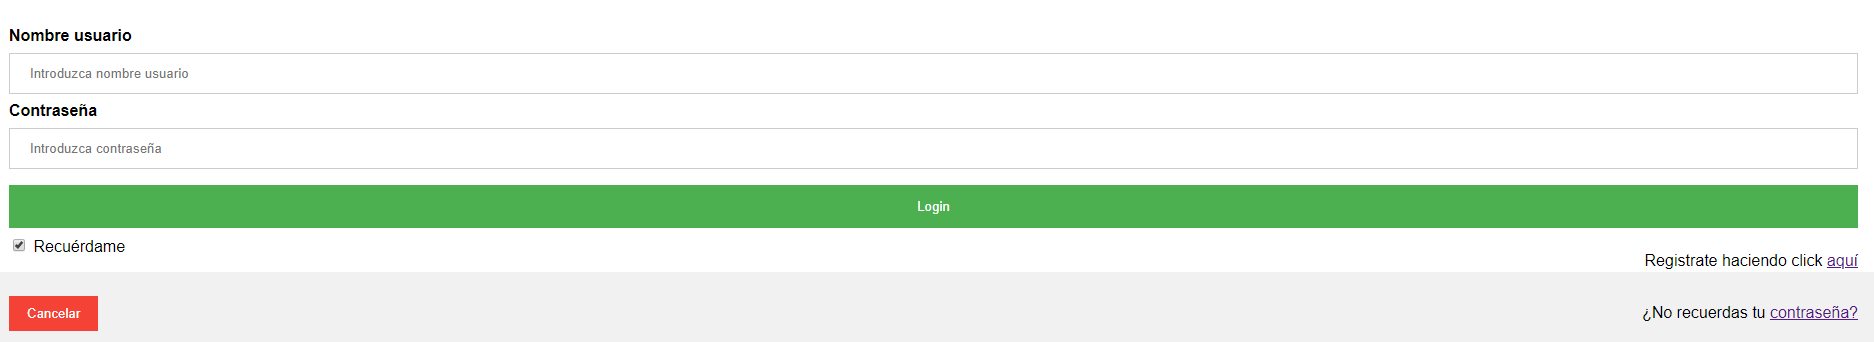 Nombre usuario
Introduzca nombre usuario
Contraseña
Introduzca contraseña
Login
Recuérdame
Registrate haciendo click aquí
Cancelar
¿No recuerdas tu contraseña?